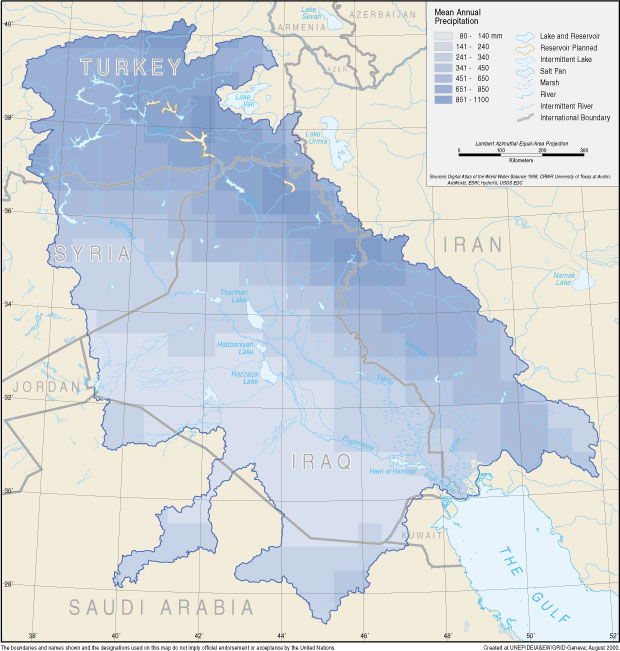 40°
Lake
Sevan
ARMENIA
AZERBAIJAN
AZER.
TURKEY
Lake
Van
Lake
Urmia
38°
Mean Annual
Precipitation
80 - 140 mm
141 - 240
241 - 340
341 - 450
451 - 650
651 - 850
851 - 1100
Lake and Reservoir
Reservoir Planned
Intermittent Lake
Salt Pan
Marsh
River
Intermittent River
International Boundary
Lambert Azimuthal Equal-Area Projection
0 100 200 300
Kilometers
Sources: Digital Atlas of the World Water Balance 1998, CRWR University of Texas at Austin.
ArcWorld, ESRI; Hydro1k, USGS EDC
36°
Euphrates
SYRIA
IRAN
Namak
Lake
34°
Tharthar
Lake
Habbaniyah
Lake
Razzaza
Lake
Tigris
JORDAN
32°
Euphrates
IRAQ
Hawr al Hammar
30°
KUWAIT
28°
THE GULF
SAUDI ARABIA
38° 40° 42° 44° 46° 48° 50° 52°
The boundaries and names shown and the designations used on this map do not imply official endorsement or acceptance by the United Nations.
Created at UNEP/DEIA&EW/GRID-Geneva; August 2000.